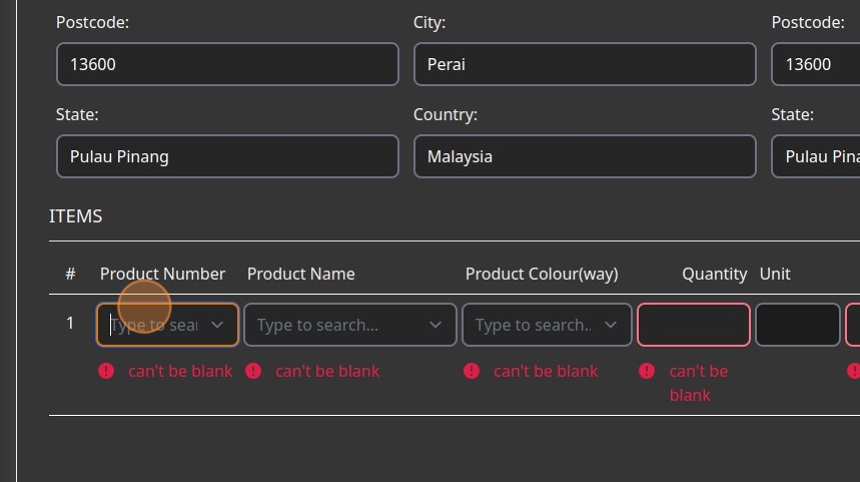 Postcode: City: Postcode:
13600 Perai 13600
State: Country: State:
Pulau Pinang Malaysia Pulau
ITEMS
# Product Number Product Name Product Colour(way) Quantity Unit
1 Type to sear Type to search... Type to search..
can't be blank can't be blank can't be blank can't be
blank